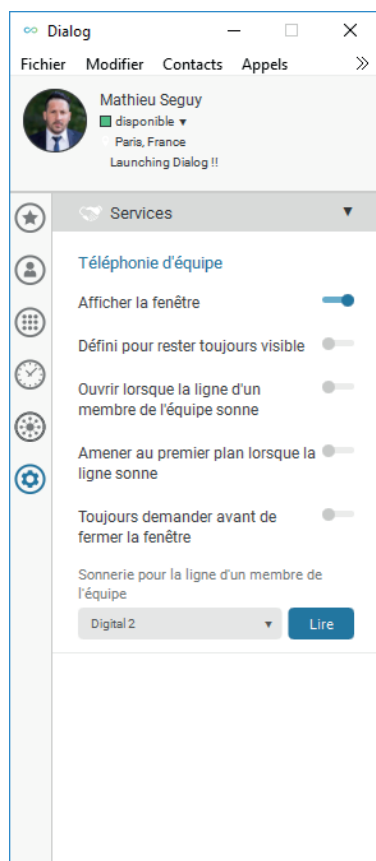 Dialog
Fichier Modifier Contacts Appels
Mathieu Seguy
disponible
Paris, France
Launching Dialog !!
Services
Téléphonie d'équipe
Afficher la fenêtre
Défini pour rester toujours visible
Ouvrir lorsque la ligne d'un
membre de l'équipe sonne
Amener au premier plan lorsque la
ligne sonne
Toujours demander avant de
fermer la fenêtre
Sonnerie pour la ligne d'un membre de
l'équipe
Digital 2
Lire